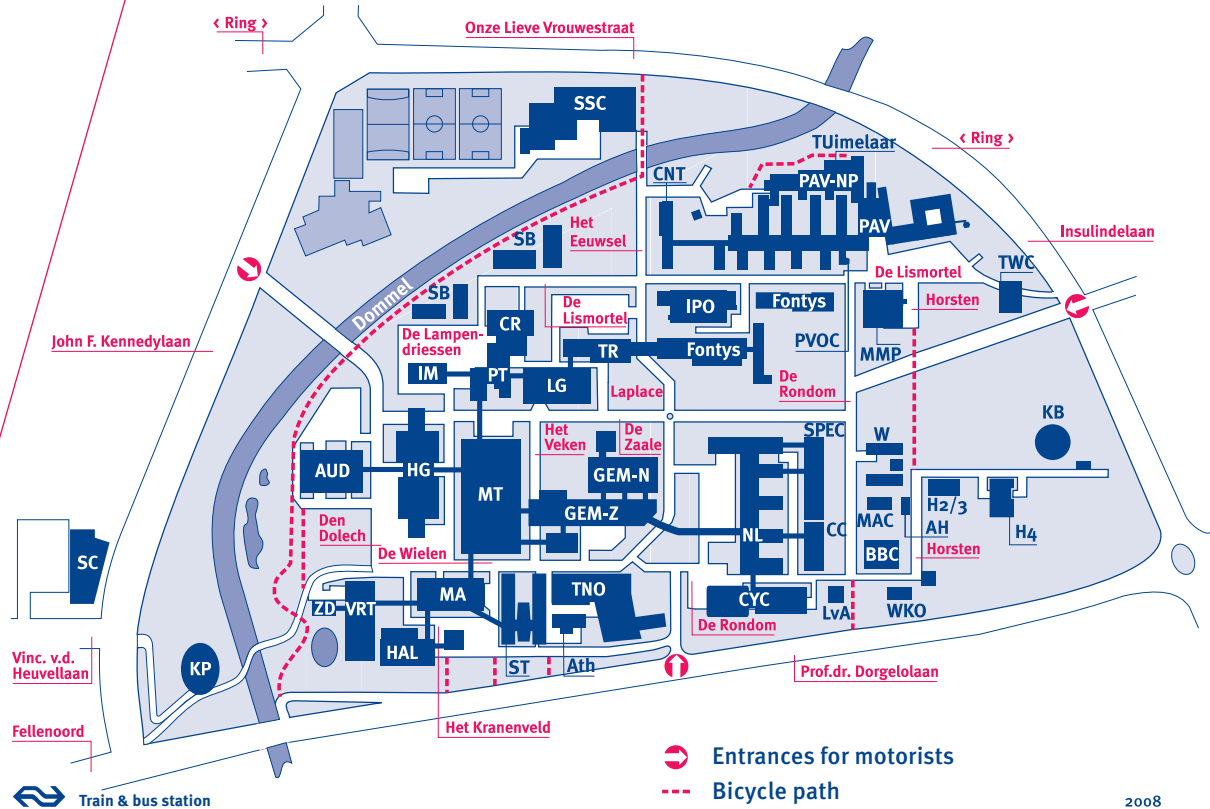 ‹ Ring ›
Onze Lieve Vrouwestraat
SSC
TUimelaar
‹ Ring ›
CNT
PAV-NP
PAV
Het
Eeuwsel
SB
Insulindelaan
TWC
De Lismortel
Horsten
Dommel
SB
De
Lismortel
IPO
Fontys
CR
De Lampen-
driessen
John F. Kennedylaan
TR
Fontys
PVOC
MMP
IM
PT
LG
Laplace
De
Rondom
KB
Het
Veken
De
Zaale
SPEC
W
AUD
HG
MT
GEM-N
GEM-Z
H2/3
MAC
AH
H4
Den
Dolech
NL
CC
BBC
Horsten
De Wielen
SC
TNO
MA
ZD
VRT
CYC
LvA
WKO
De Rondom
HAL
KP
ST
Ath
Vinc. v.d.
Heuvellaan
Prof.dr. Dorgelolaan
Fellenoord
Het Kranenveld
Entrances for motorists
Bicycle path
Train & bus station
2008